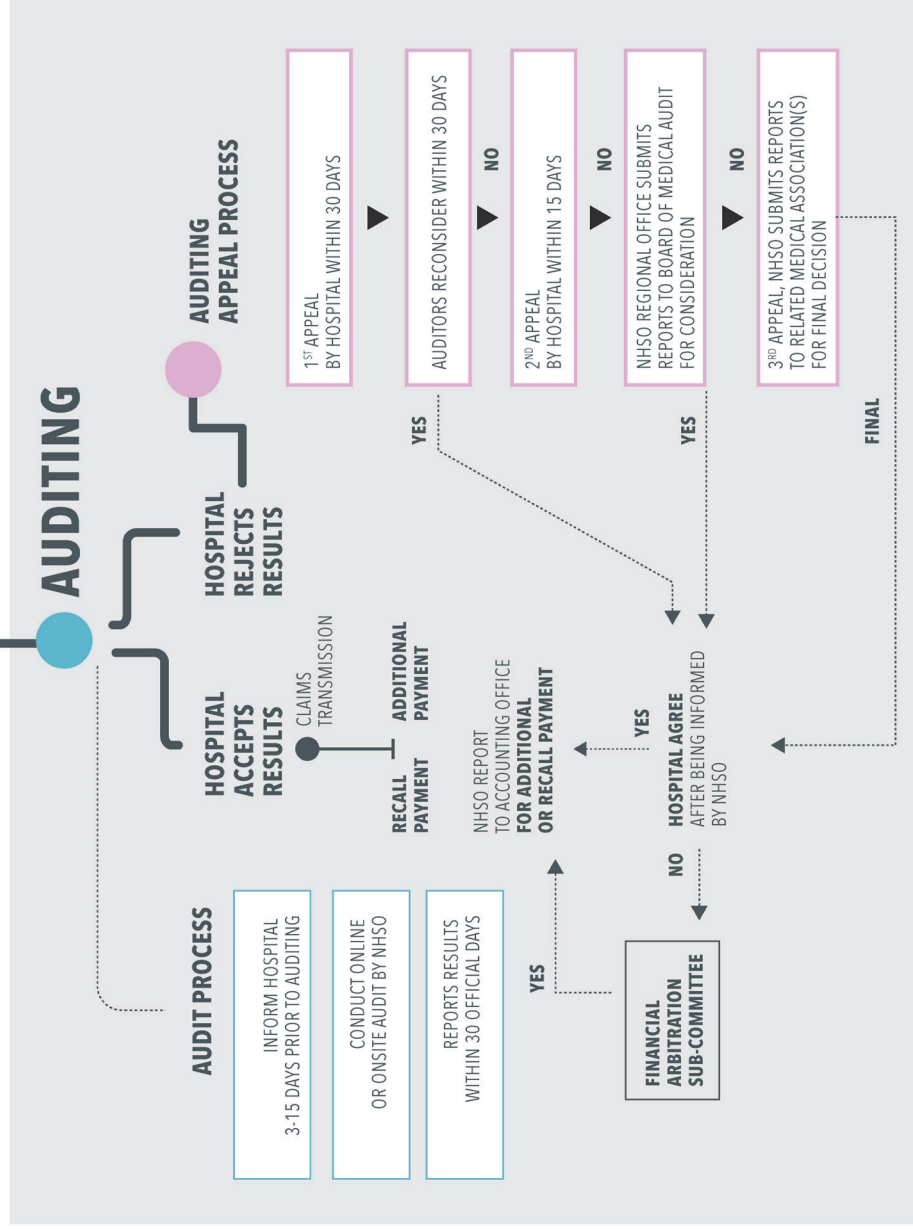 AUDITING
AUDIT PROCESS
INFORM HOSPITAL
3-15 DAYS PRIOR TO AUDITING
CONDUCT ONLINE
OR ONSITE AUDIT BY NHSO
REPORTS RESULTS
WITHIN 30 OFFICIAL DAYS
HOSPITAL
ACCEPTS
RESULTS
CLAIMS
TRANSMISSION
RECALL
PAYMENT
ADDITIONAL
PAYMENT
HOSPITAL
REJECTS
RESULTS
AUDITING
APPEAL PROCESS
1ST APPEAL
BY HOSPITAL WITHIN 30 DAYS
AUDITORS RECONSIDER WITHIN 30 DAYS
YES
NO
2ND APPEAL
BY HOSPITAL WITHIN 15 DAYS
NO
NHSO REGIONAL OFFICE SUBMITS
REPORTS TO BOARD OF MEDICAL AUDIT
FOR CONSIDERATION
YES
NO
3RD APPEAL, NHSO SUBMITS REPORTS
TO RELATED MEDICAL ASSOCIATION(S)
FOR FINAL DECISION
FINAL
NHSO REPORT
TO ACCOUNTING OFFICE
FOR ADDITIONAL
OR RECALL PAYMENT
YES
HOSPITAL AGREE
AFTER BEING INFORMED
BY NHSO
NO
YES
FINANCIAL
ARBITRATION
SUB-COMMITTEE